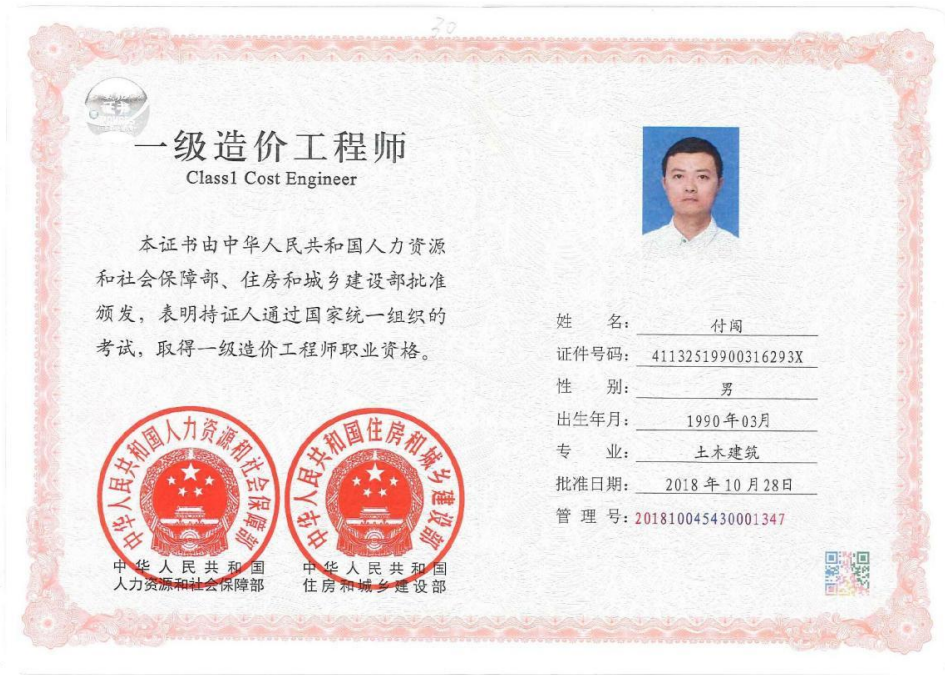 30
一级造价工程师
Class1 Cost Engineer
本证书由中华人民共和国人力资源
和社会保障部、住房和城乡建设部批准
颁发，表明持证人通过国家统一组织的
考试，取得一级造价工程师职业资格。
中华人民共和国人力资源和社会保障部
中华人民共和国住房和城乡建设部
中华人民共和国
人力资源和社会保障部
中华人民共和国
住房和城乡建设部
姓 名： 付闯
证件号码： 41132519900316293X
性 别： 男
出生年月： 1990年03月
专 业： 土木建筑
批准日期： 2018年10月28日
管 理 号： 201810045430001347